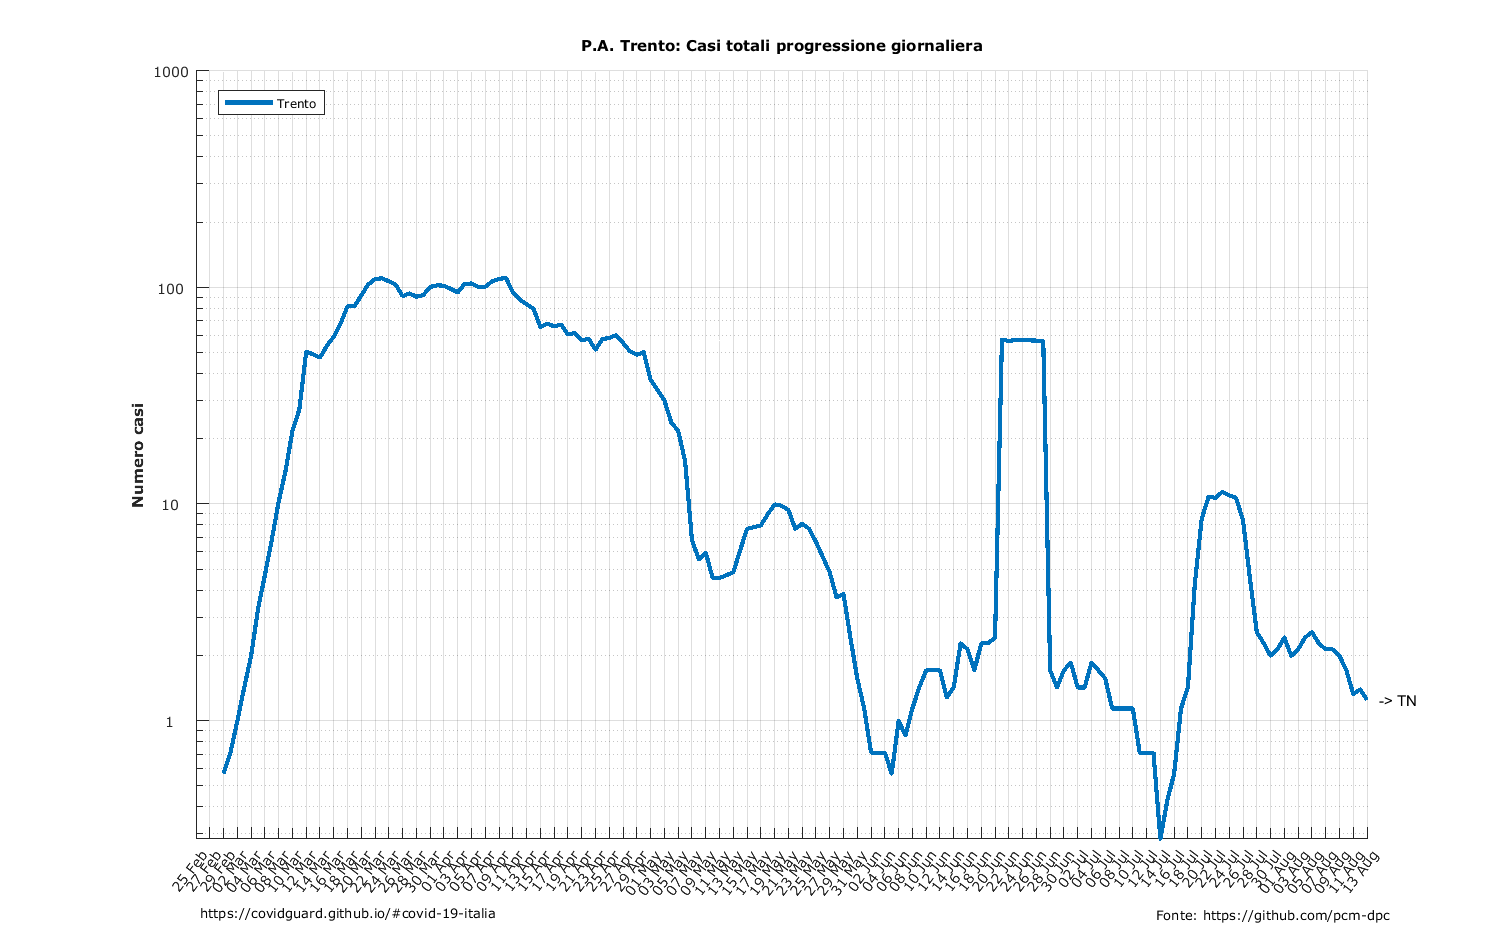 P.A. Trento: Casi totali progressione giornaliera
1000
100
10
1
Trento
Numero casi
-> TN
25 Feb
27 Feb
29 Feb
02 Mar
04 Mar
06 Mar
08 Mar
10 Mar
12 Mar
14 Mar
16 Mar
18 Mar
20 Mar
22 Mar
24 Mar
26 Mar
28 Mar
30 Mar
01 Apr
03 Apr
05 Apr
07 Apr
09 Apr
11 Apr
13 Apr
15 Apr
17 Apr
19 Apr
21 Apr
23 Apr
25 Apr
27 Apr
29 Apr
01 May
03 May
05 May
07 May
09 May
11 May
13 May
15 May
17 May
19 May
21 May
23 May
25 May
27 May
29 May
31 May
02 Jun
04 Jun
06 Jun
08 Jun
10 Jun
12 Jun
14 Jun
16 Jun
18 Jun
20 Jun
22 Jun
24 Jun
26 Jun
28 Jun
30 Jun
02 Jul
04 Jul
06 Jul
08 Jul
10 Jul
12 Jul
14 Jul
16 Jul
18 Jul
20 Jul
22 Jul
24 Jul
26 Jul
28 Jul
30 Jul
01 Aug
03 Aug
05 Aug
07 Aug
09 Aug
11 Aug
13 Aug
https://covidguard.github.io/#covid-19-italia
Fonte: https://github.com/pcm-dpc